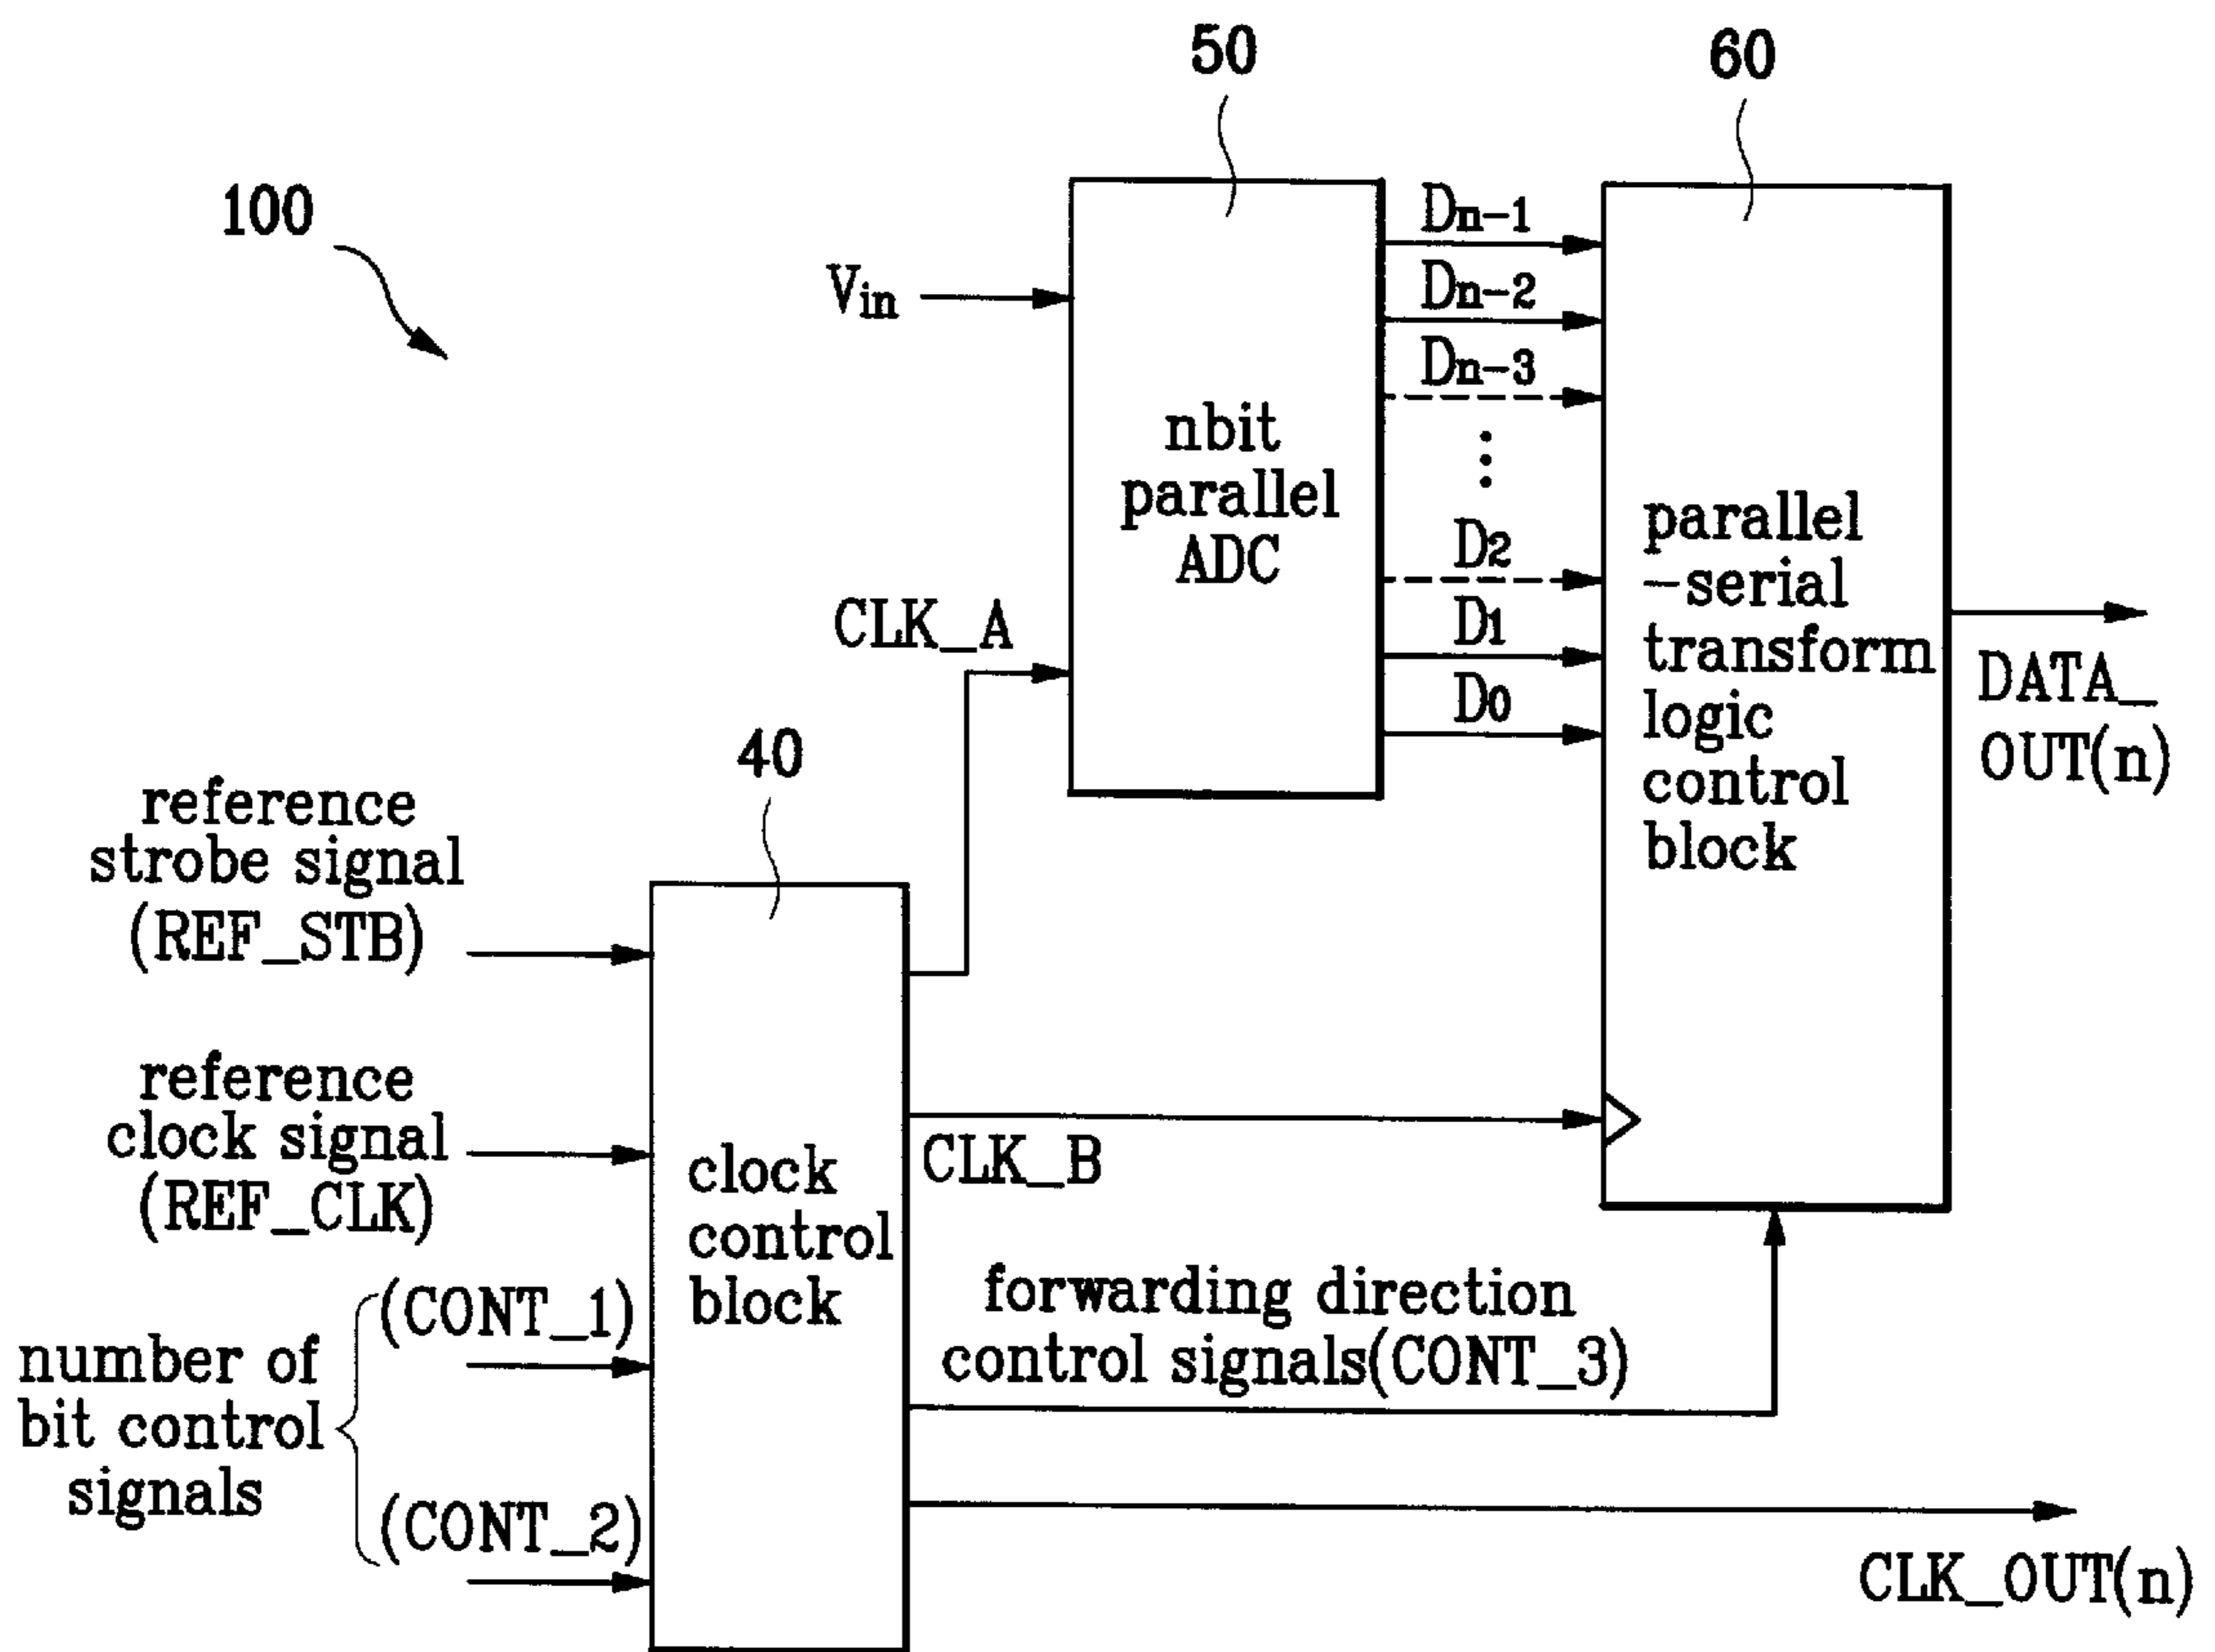 50
60
100
Vin
Dn-1
Dn-2
Dn-3
D2
D1
D0
nbit
parallel
ADC
parallel
-serial
transform
logic
control
block
DATA_
OUT(n)
CLK_A
40
reference
strobe signal
(REF_STB)
reference
clock signal
(REF_CLK)
number of
bit control
signals
(CONT_1)
(CONT_2)
clock
control
block
CLK_B
forwarding direction
control signals(CONT_3)
CLK_OUT(n)